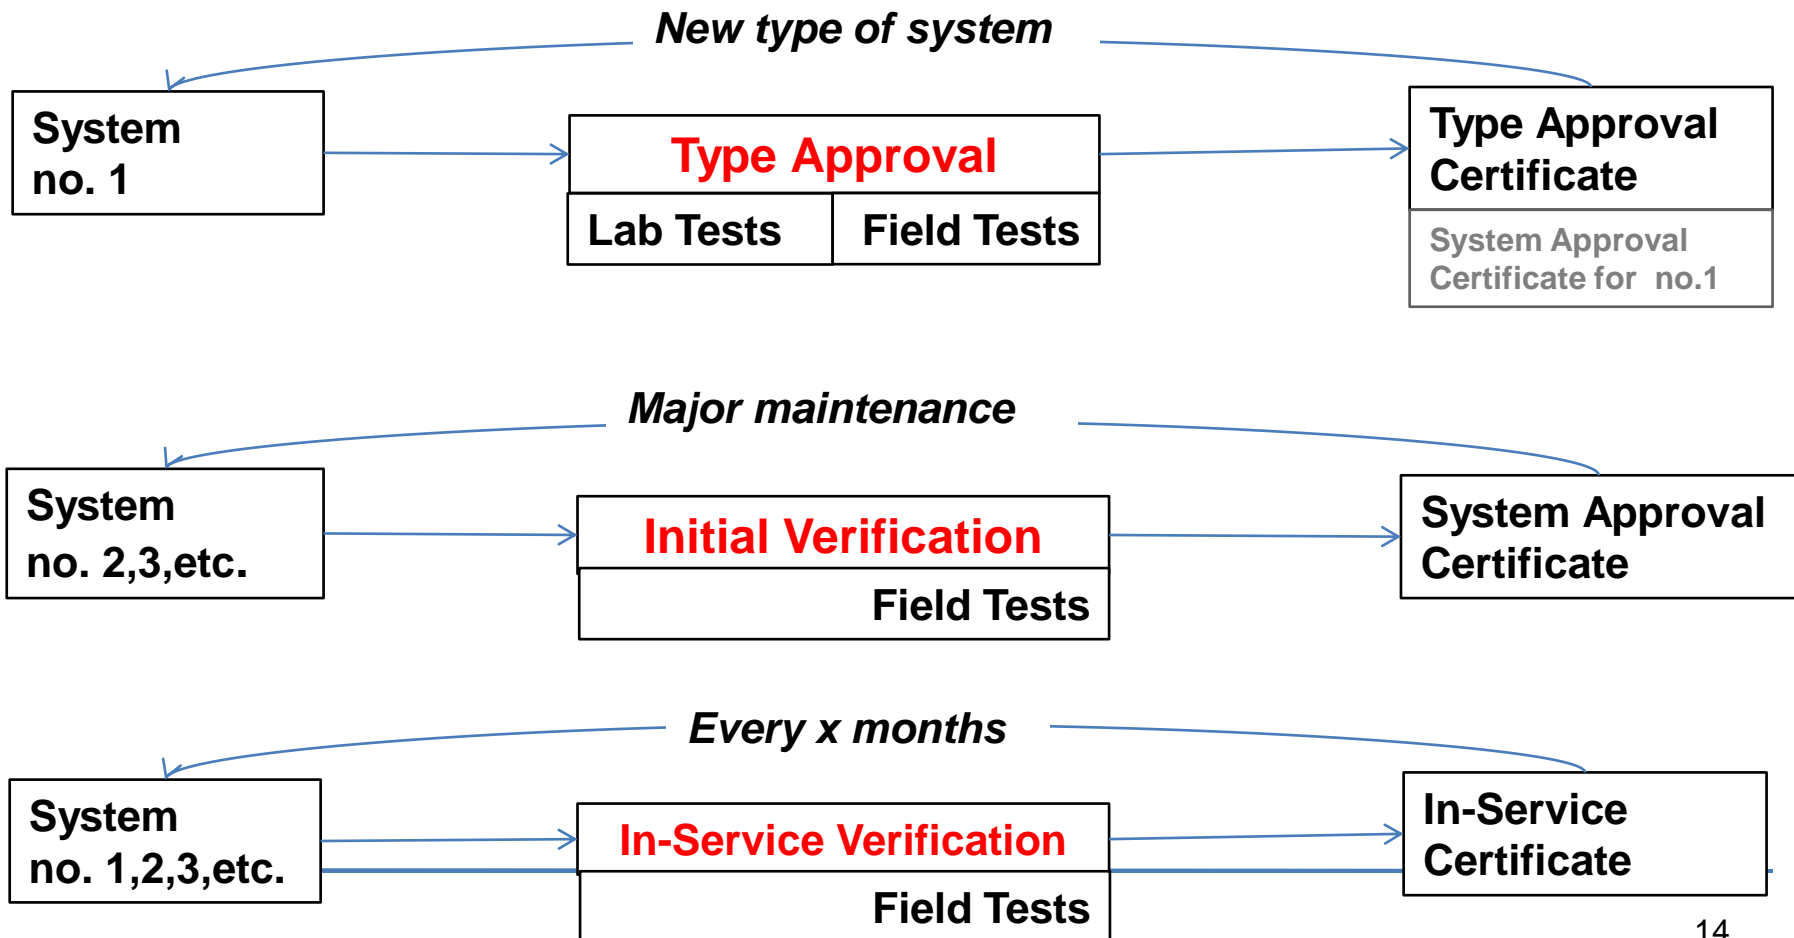 New type of system
System
no. 1
Type Approval
Lab Tests
Field Tests
Type Approval
Certificate
System Approval
Certificate for no.1
Major maintenance
System
no. 2,3,etc.
Initial Verification
Field Tests
System Approval
Certificate
Every x months
System
no. 1,2,3,etc.
In-Service Verification
Field Tests
In-Service
Certificate
14